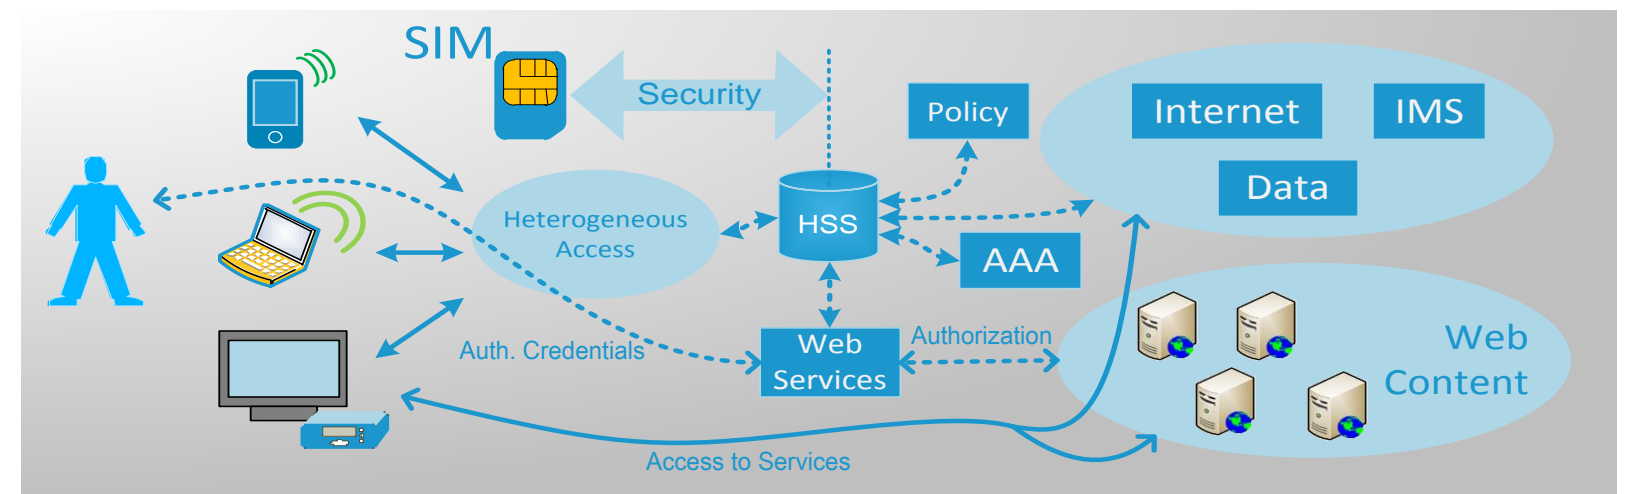 SIM
Security
Policy
Internet
IMS
Data
Heterogeneous
Access
HSS
AAA
Auth. Credentials
Web
Services
Authorization
Web
Content
Access to Services